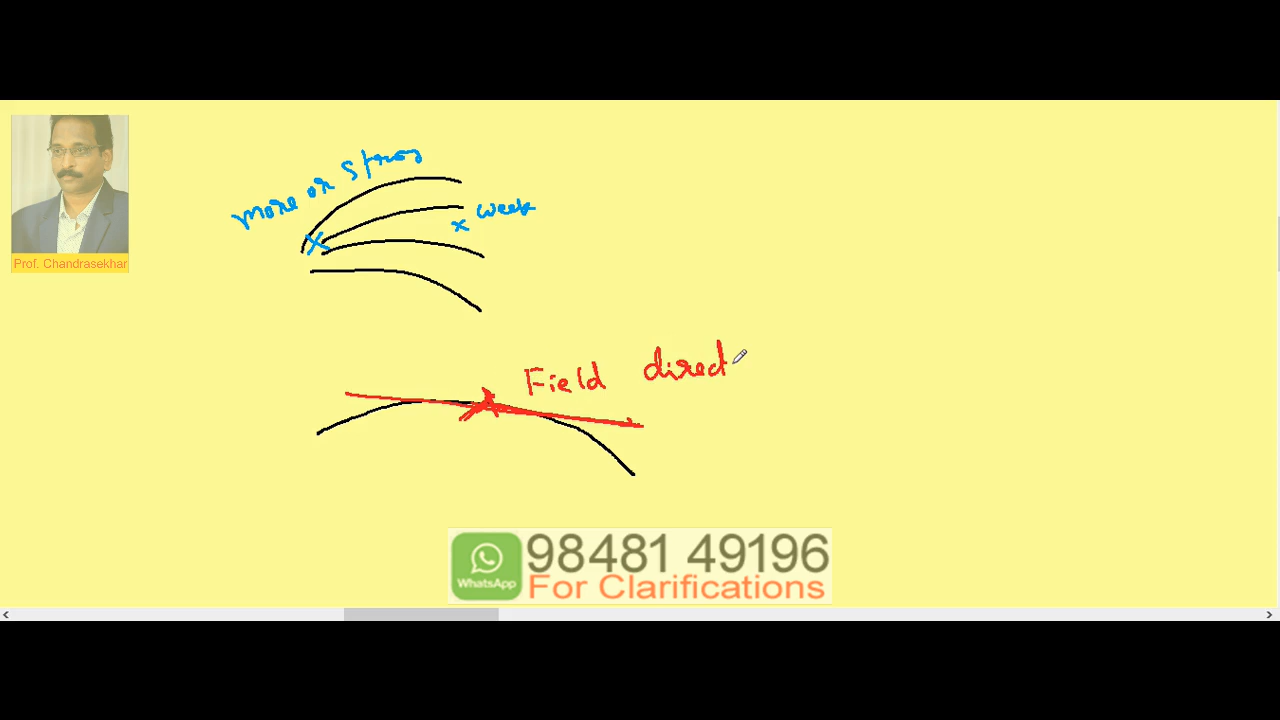 more or strong
x week
Prof. Chandrasekhar
Field direct
98481 49196
WhatsApp
For Clarifications